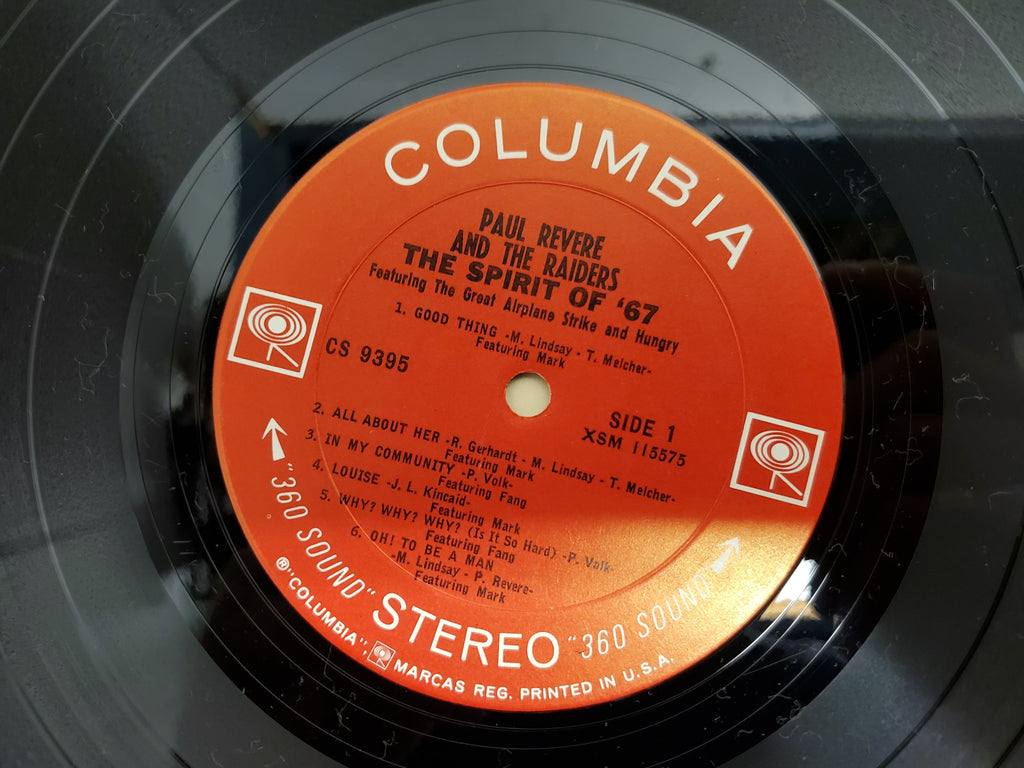 COLUMBIA
PAUL REVERE
AND THE RAIDERS
THE SPIRIT OF '67
Featuring The Great Airplane Strike and Hungry
1. GOOD THING -M. Lindsay - T. Melcher-
Featuring Mark
CS 9395
SIDE 1
XSM 115575
2. ALL ABOUT HER -R. Gerhardt - M. Lindsay - T. Melcher-
Featuring Mark
3. IN MY COMMUNITY -P. Volk-
Featuring Fang
4. LOUISE -J. L. Kincaid-
Featuring Mark
5. WHY? WHY? WHY? (Is It So Hard) -P. Volk-
Featuring Fang
6. OH! TO BE A MAN
-M. Lindsay - P. Revere-
Featuring Mark
"360 SOUND" STEREO "360 SOUND"
® "COLUMBIA", MARCAS REG. PRINTED IN U.S.A.